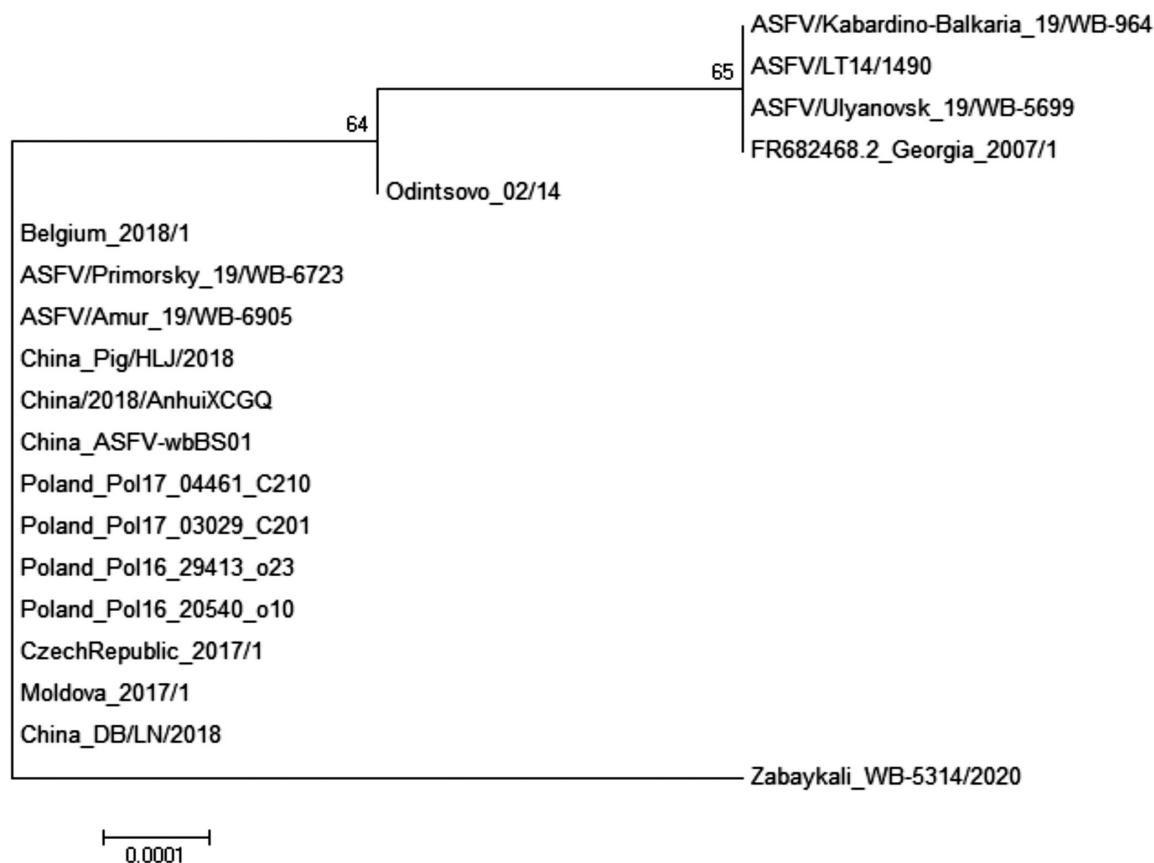 ASFV/Kabardino-Balkaria_19/WB-964
65
ASFV/LT14/1490
ASFV/Ulyanovsk_19/WB-5699
64
FR682468.2_Georgia_2007/1
Odintsovo_02/14
Belgium_2018/1
ASFV/Primorsky_19/WB-6723
ASFV/Amur_19/WB-6905
China_Pig/HLJ/2018
China/2018/AnhuiXCGQ
China_ASFV-wbBS01
Poland_Pol17_04461_C210
Poland_Pol17_03029_C201
Poland_Pol16_29413_o23
Poland_Pol16_20540_o10
CzechRepublic_2017/1
Moldova_2017/1
China_DB/LN/2018
Zabaykali_WB-5314/2020
0.0001